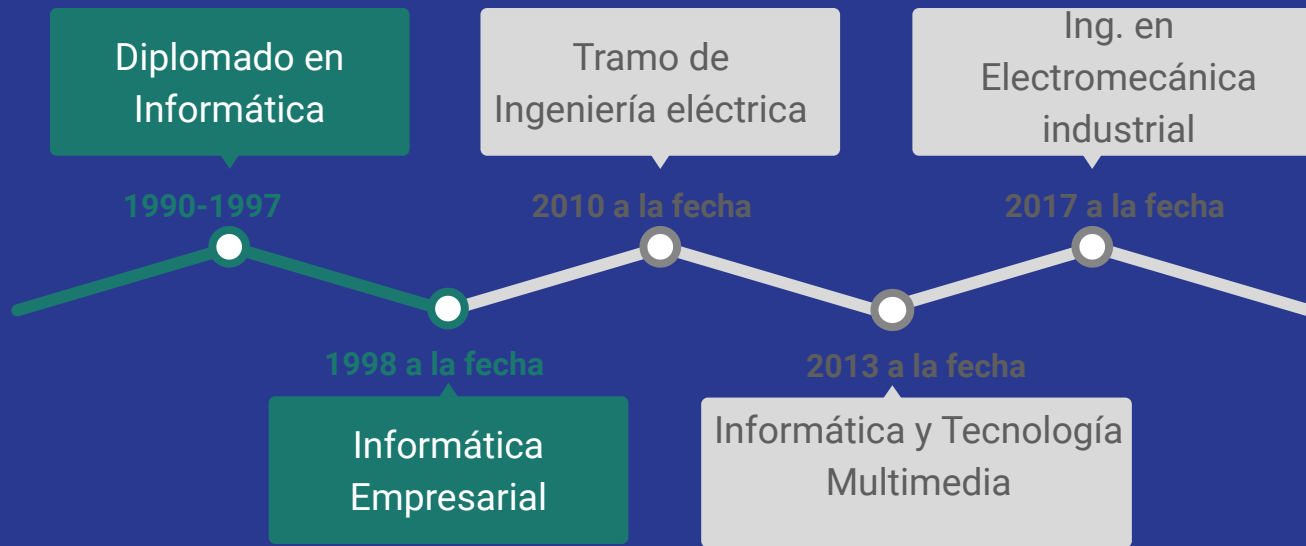 Diplomado en
Informática
1990-1997
1998 a la fecha
Informática
Empresarial
Tramo de
Ingeniería eléctrica
2010 a la fecha
2013 a la fecha
Informática y Tecnología
Multimedia
Ing. en
Electromecánica
industrial
2017 a la fecha